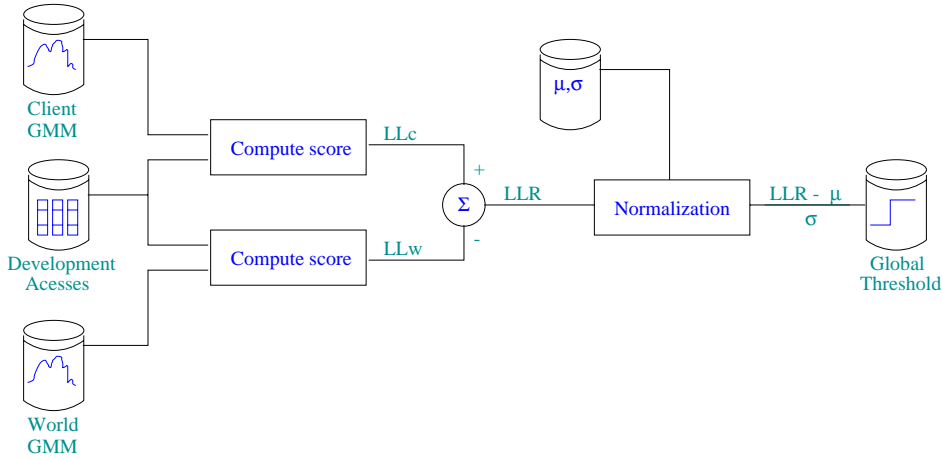 Client
GMM
Compute score
LLc
μ,σ
Development
Acesses
+
Σ
-
LLR
Normalization
LLR - μ
σ
Global
Threshold
Compute score
LLw
World
GMM